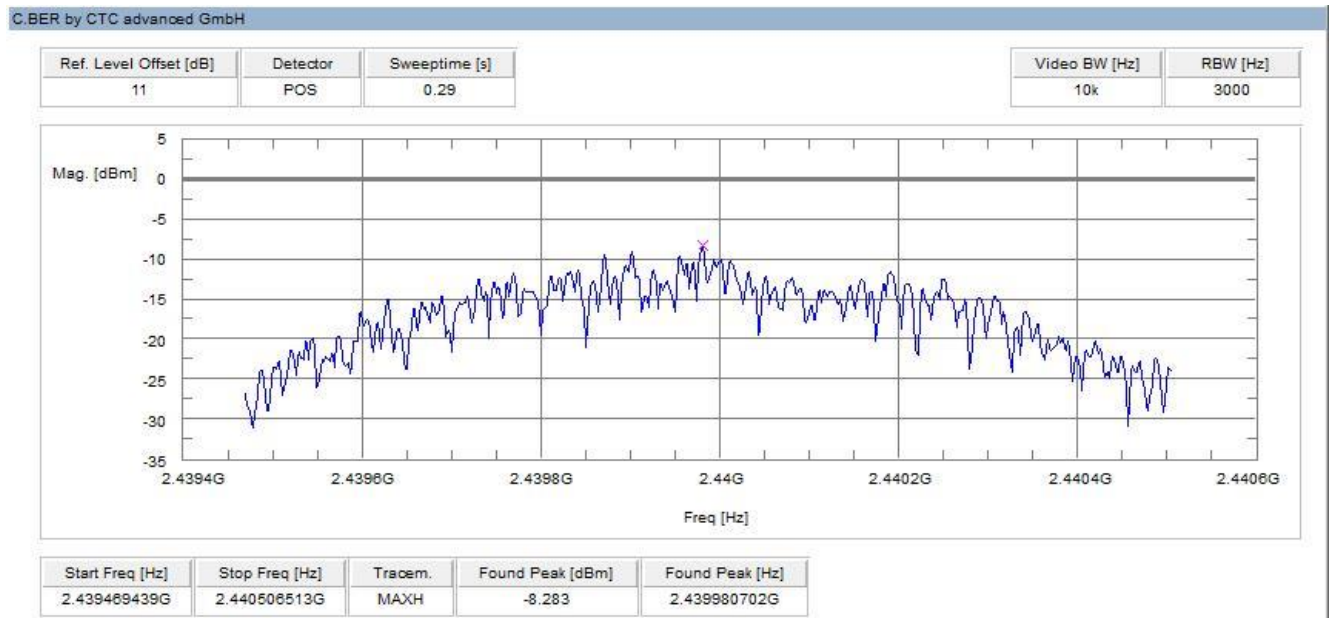 C.BER by CTC advanced GmbH
Ref. Level Offset [dB] Detector Sweeptime [s] Video BW [Hz] RBW [Hz]
11 POS 0.29 10k 3000
5
Mag. [dBm] 0
-5
-10
-15
-20
-25
-30
-35
2.4394G 2.4396G 2.4398G 2.44G 2.4402G 2.4404G 2.4406G
Freq [Hz]
Start Freq [Hz] Stop Freq [Hz] Tracem. Found Peak [dBm] Found Peak [Hz]
2.439469439G 2.440506513G MAXH -8.283 2.439980702G